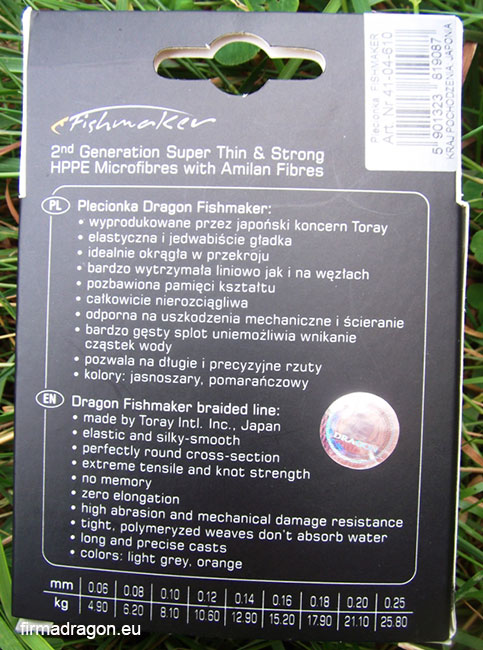 Fishmaker
2nd Generation Super Thin & Strong
HPPE Microfibres with Amilan Fibres
PL Plecionka Dragon Fishmaker:
• wyprodukowane przez japoński koncern Toray
• elastyczna i jedwabiście gładka
• idealnie okrągła w przekroju
• bardzo wytrzymała liniowo jak i na węzłach
• pozbawiona pamięci kształtu
• całkowicie nierozciągliwa
• odporna na uszkodzenia mechaniczne i ścieranie
• bardzo gęsty splot uniemożliwia wnikanie
cząstek wody
• pozwala na długie i precyzyjne rzuty
• kolory: jasnoszary, pomarańczowy
EN Dragon Fishmaker braided line:
• made by Toray Intl. Inc., Japan
• elastic and silky-smooth
• perfectly round cross-section
• extreme tensile and knot strength
• no memory
• zero elongation
• high abrasion and mechanical damage resistance
• tight, polymeryzed weaves don't absorb water
• long and precise casts
• colors: light grey, orange
DRAGON
mm 0.06 0.08 0.10 0.12 0.14 0.16 0.18 0.20 0.25
kg 4.90 6.20 8.10 10.60 12.90 15.20 17.90 21.10 25.80
Plecionka FISHMAKER
Art. Nr 41-04-610
5 901323 819087
KRAJ POCHODZENIA JAPONIA
firmadragon.eu